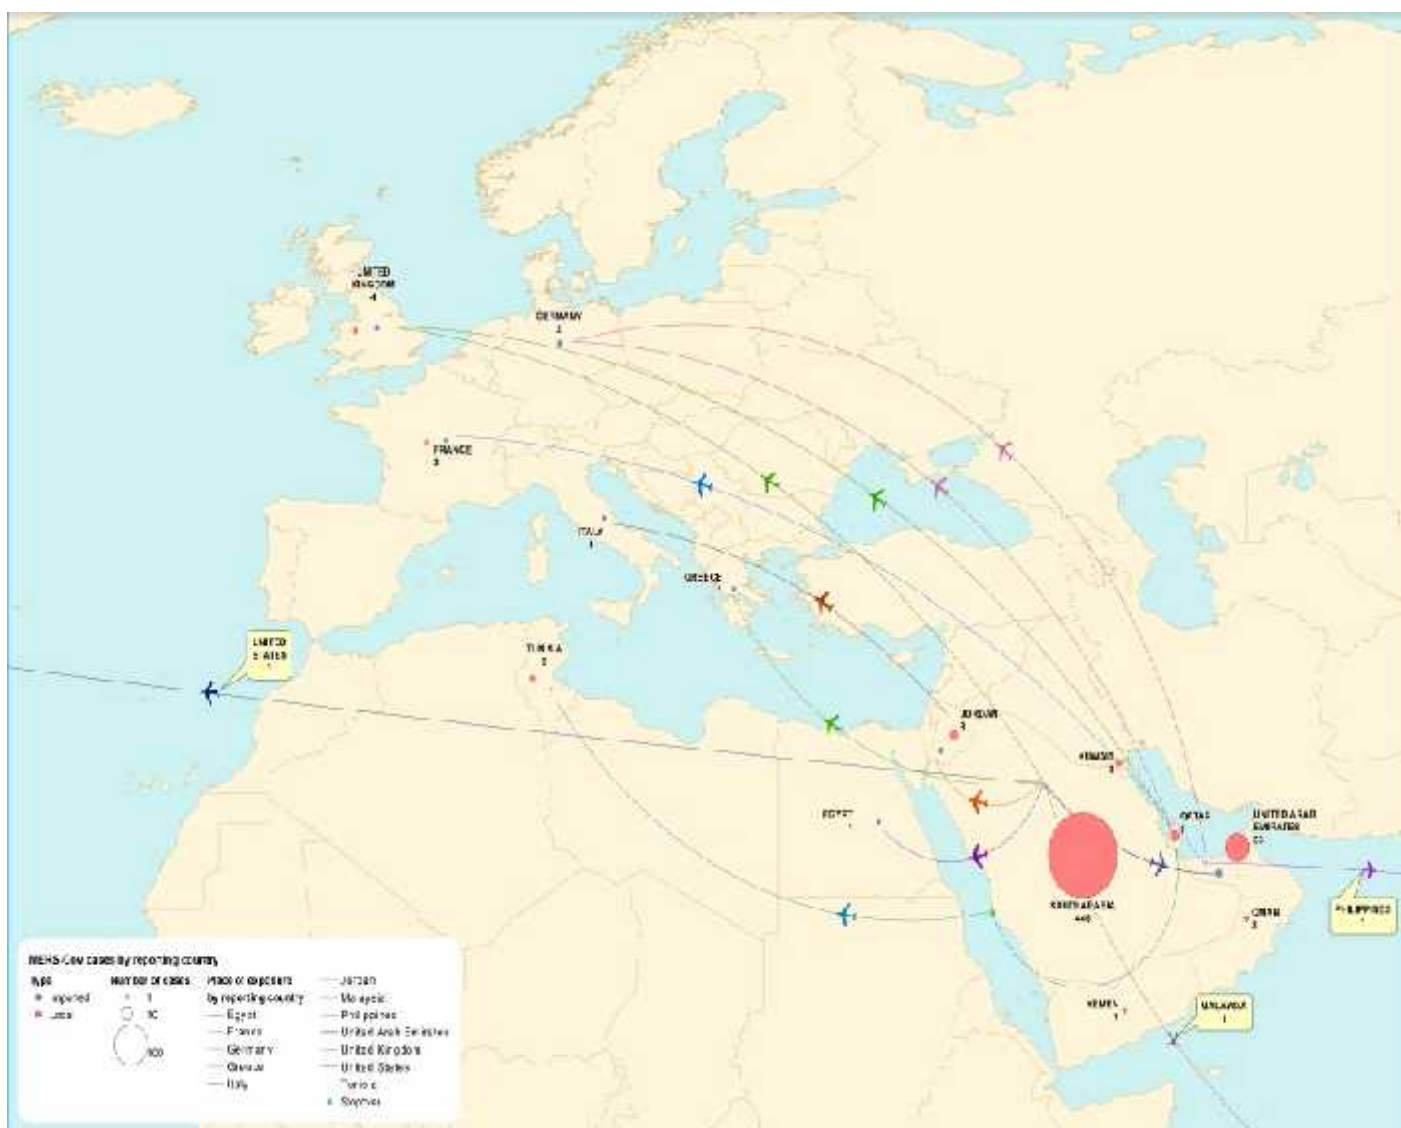 UNITED
KINGDOM
4
GERMANY
2
FRANCE
ITALY
1
GREECE
UNITED
STATES
1
TUNISIA
JORDAN
KUWAIT
3
EGYPT
1
QATAR
UNITED ARAB
EMIRATES
SAUDI ARABIA
OMAN
2
PHILIPPINES
1
YEMEN
1
MALAYSIA
1
MERS-CoV cases by reporting country
Type
Imported
Local
Number of cases
1
10
100
Place of exposure
by reporting country
Egypt
France
Germany
Greece
Italy
Jordan
Malaysia
Philippines
United Arab Emirates
United Kingdom
United States
Tunisia
Stopover